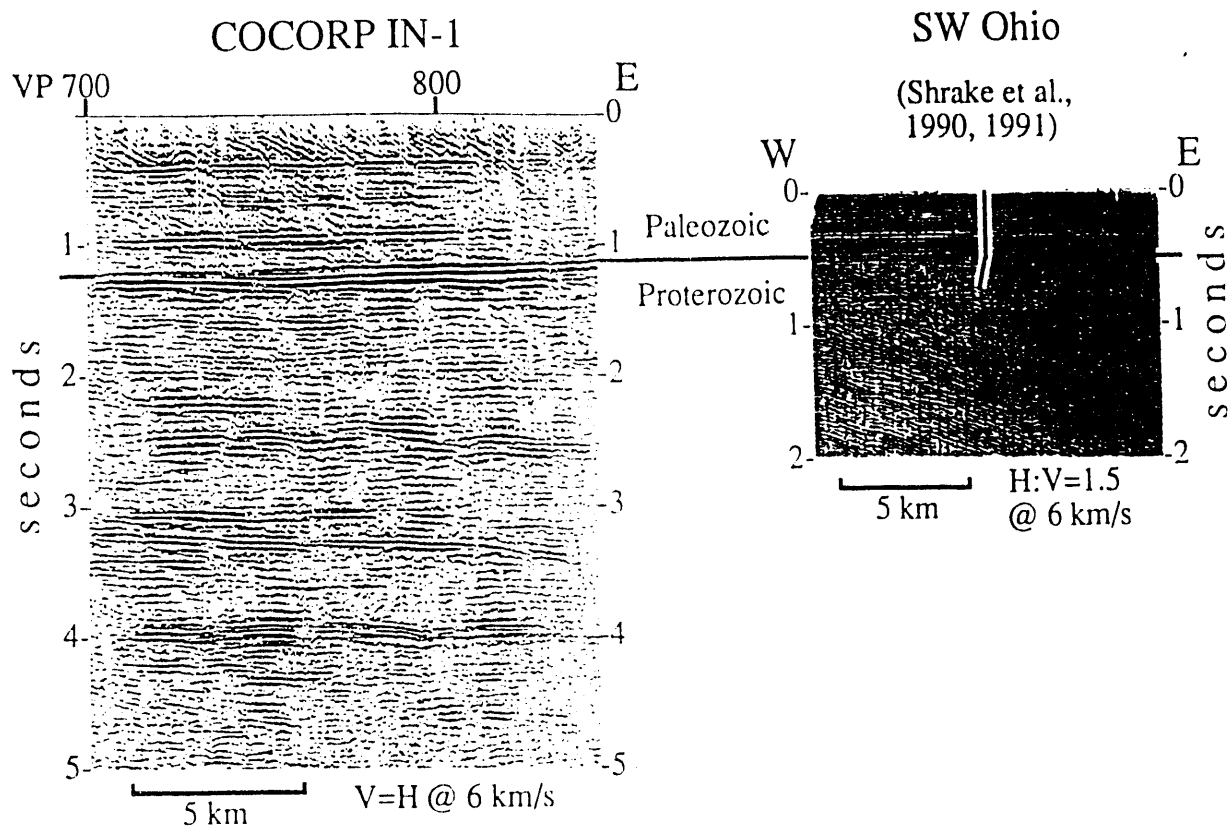 COCORP IN-1
VP 700 800 E
0
1
1
2
2
3
3
4
4
5
5
seconds
5 km
V=H @ 6 km/s
Paleozoic
Proterozoic
SW Ohio
(Shrake et al.,
1990, 1991)
W E
0
0
1
1
2
2
seconds
5 km
H:V=1.5
@ 6 km/s